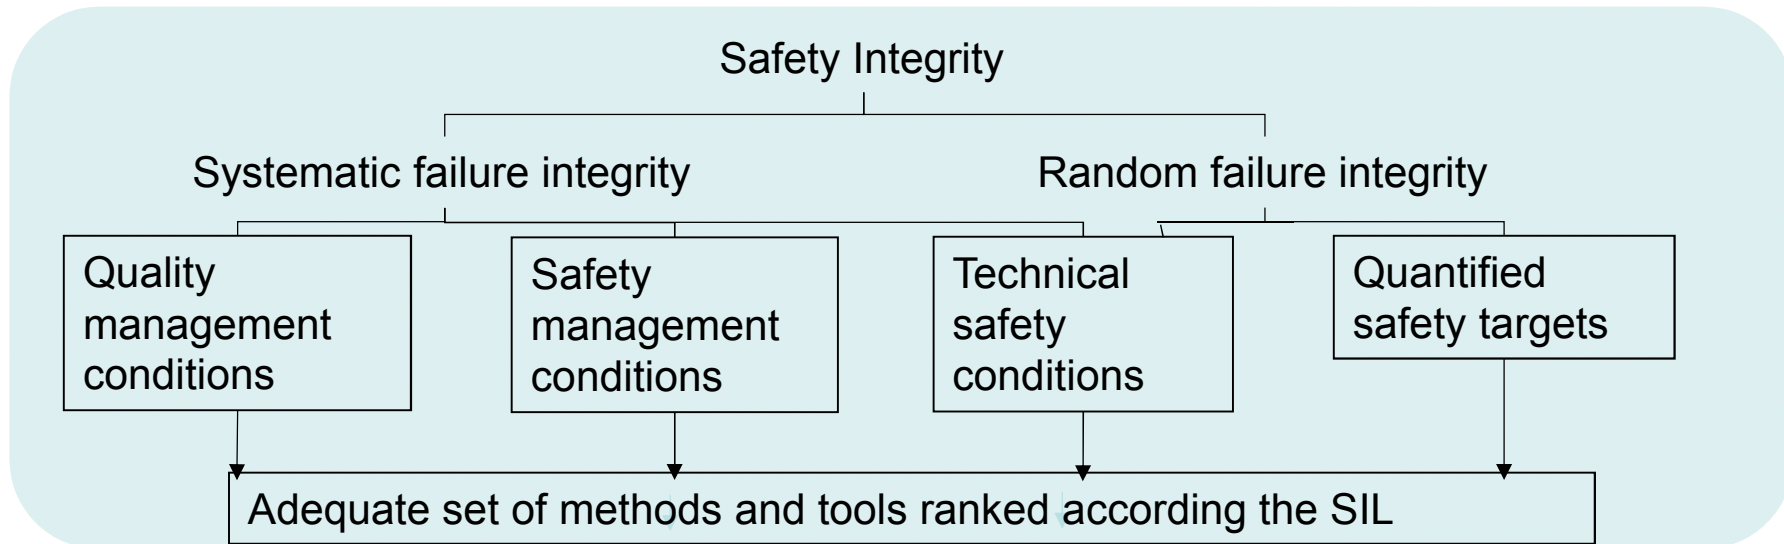 Safety Integrity
Systematic failure integrity
Random failure integrity
Quality
management
conditions
Safety
management
conditions
Technical
safety
conditions
Quantified
safety targets
Adequate set of methods and tools ranked according the SIL